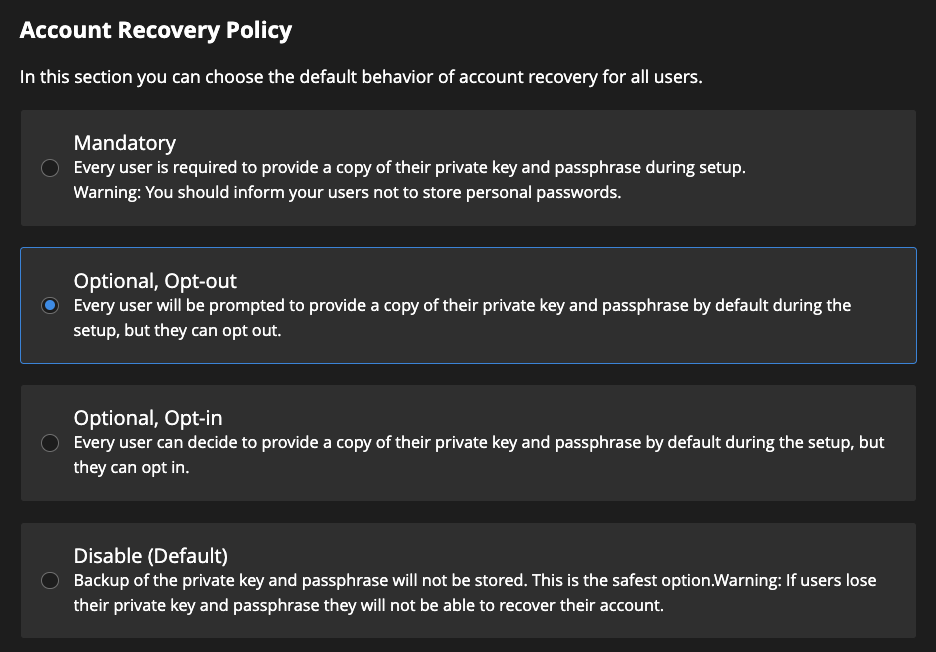 Account Recovery Policy
In this section you can choose the default behavior of account recovery for all users.
Mandatory
Every user is required to provide a copy of their private key and passphrase during setup.
Warning: You should inform your users not to store personal passwords.
Optional, Opt-out
Every user will be prompted to provide a copy of their private key and passphrase by default during the
setup, but they can opt out.
Optional, Opt-in
Every user can decide to provide a copy of their private key and passphrase by default during the setup, but
they can opt in.
Disable (Default)
Backup of the private key and passphrase will not be stored. This is the safest option.Warning: If users lose
their private key and passphrase they will not be able to recover their account.